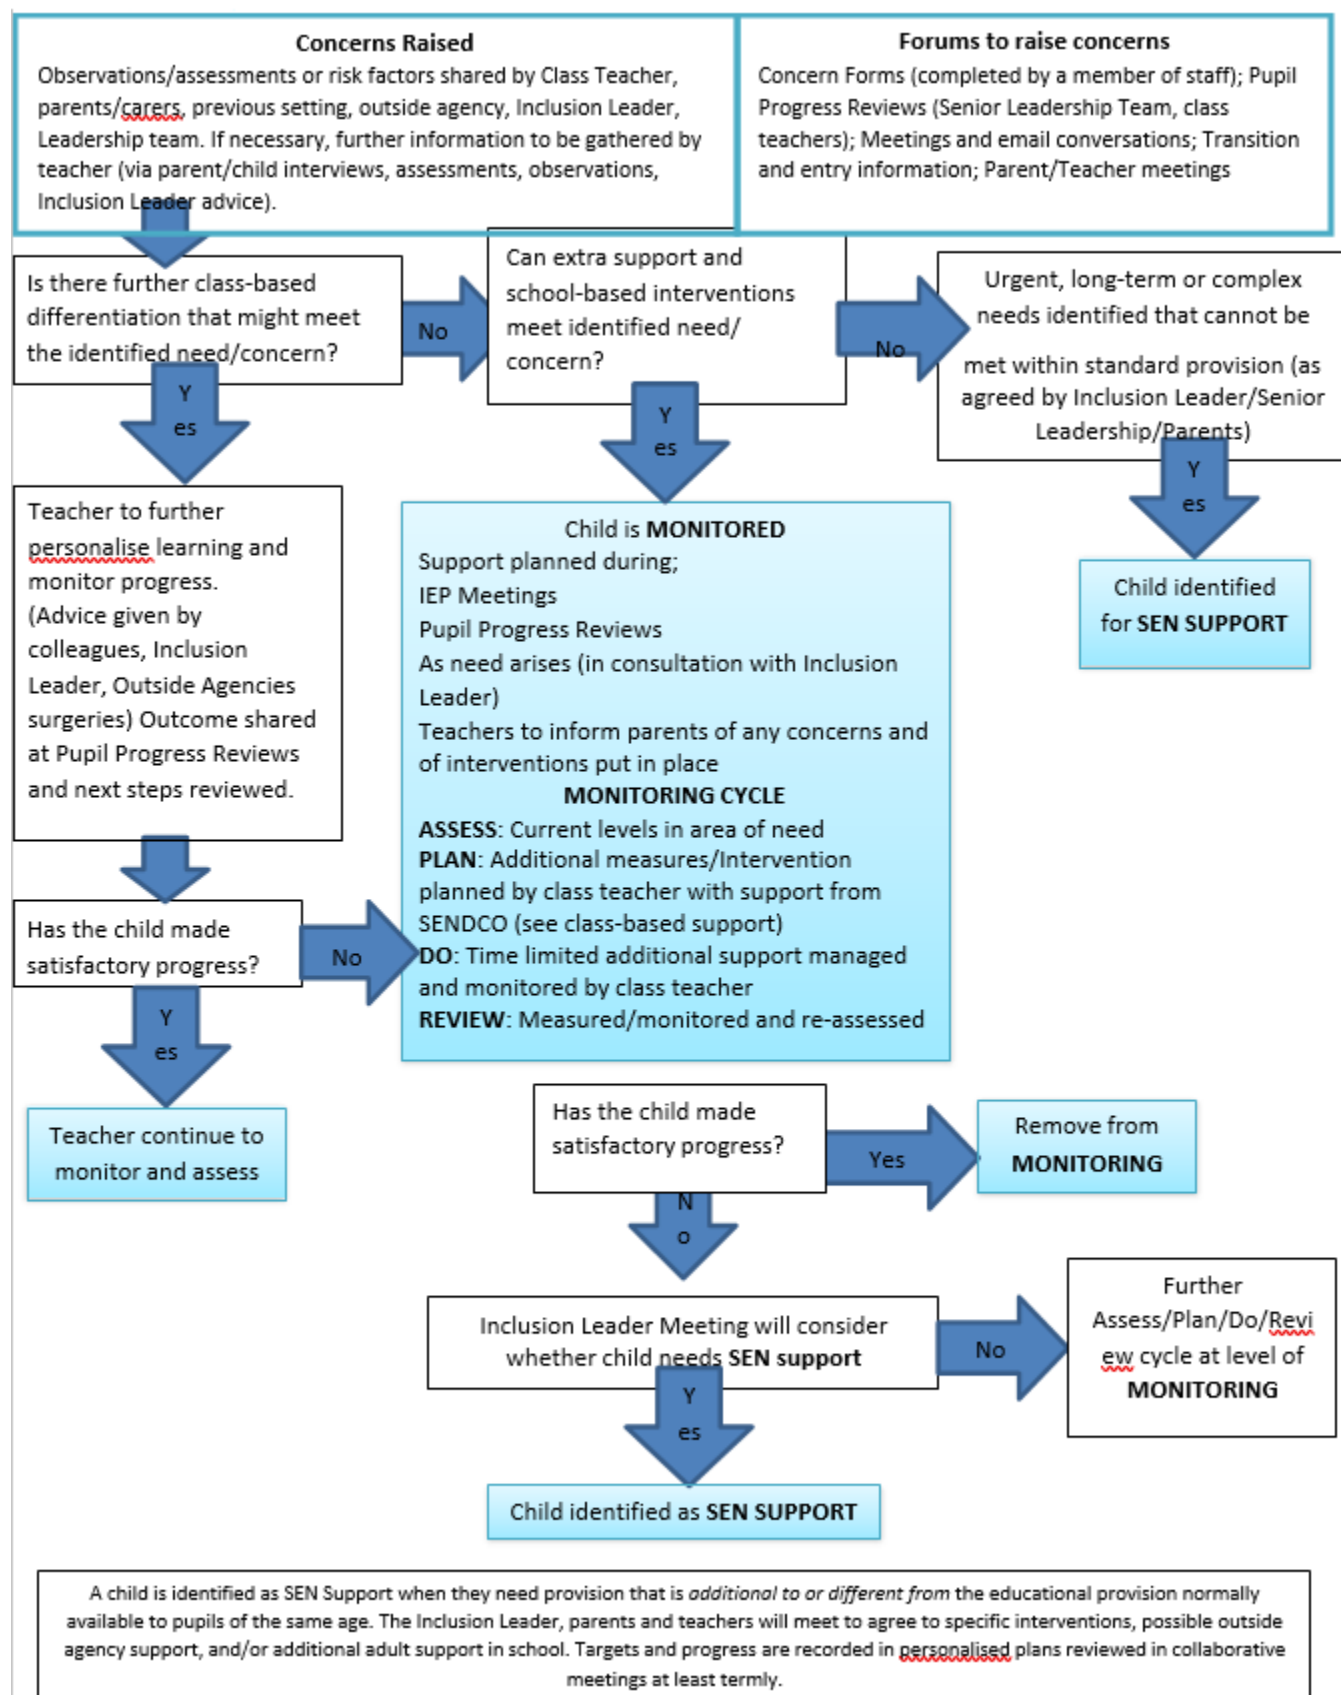 Concerns Raised
Observations/assessments or risk factors shared by Class Teacher,
parents/carers, previous setting, outside agency, Inclusion Leader,
Leadership team. If necessary, further information to be gathered by
teacher (via parent/child interviews, assessments, observations,
Inclusion Leader advice).
Forums to raise concerns
Concern Forms (completed by a member of staff); Pupil
Progress Reviews (Senior Leadership Team, class
teachers); Meetings and email conversations; Transition
and entry information; Parent/Teacher meetings
Is there further class-based
differentiation that might meet
the identified need/concern?
No
Can extra support and
school-based interventions
meet identified need/
concern?
No
Urgent, long-term or complex
needs identified that cannot be
met within standard provision (as
agreed by Inclusion Leader/Senior
Leadership/Parents)
Y
es
Y
es
Y
es
Teacher to further
personalise learning and
monitor progress.
(Advice given by
colleagues, Inclusion
Leader, Outside Agencies
surgeries) Outcome shared
at Pupil Progress Reviews
and next steps reviewed.
Child is MONITORED
Support planned during;
IEP Meetings
Pupil Progress Reviews
As need arises (in consultation with Inclusion
Leader)
Teachers to inform parents of any concerns and
of interventions put in place
MONITORING CYCLE
ASSESS: Current levels in area of need
PLAN: Additional measures/Intervention
planned by class teacher with support from
SENDCO (see class-based support)
DO: Time limited additional support managed
and monitored by class teacher
REVIEW: Measured/monitored and re-assessed
Child identified
for SEN SUPPORT
Has the child made
satisfactory progress?
No
Y
es
Teacher continue to
monitor and assess
Has the child made
satisfactory progress?
Yes
Remove from
MONITORING
N
o
Inclusion Leader Meeting will consider
whether child needs SEN support
No
Further
Assess/Plan/Do/Revi
ew cycle at level of
MONITORING
Y
es
Child identified as SEN SUPPORT
A child is identified as SEN Support when they need provision that is additional to or different from the educational provision normally
available to pupils of the same age. The Inclusion Leader, parents and teachers will meet to agree to specific interventions, possible outside
agency support, and/or additional adult support in school. Targets and progress are recorded in personalised plans reviewed in collaborative
meetings at least termly.